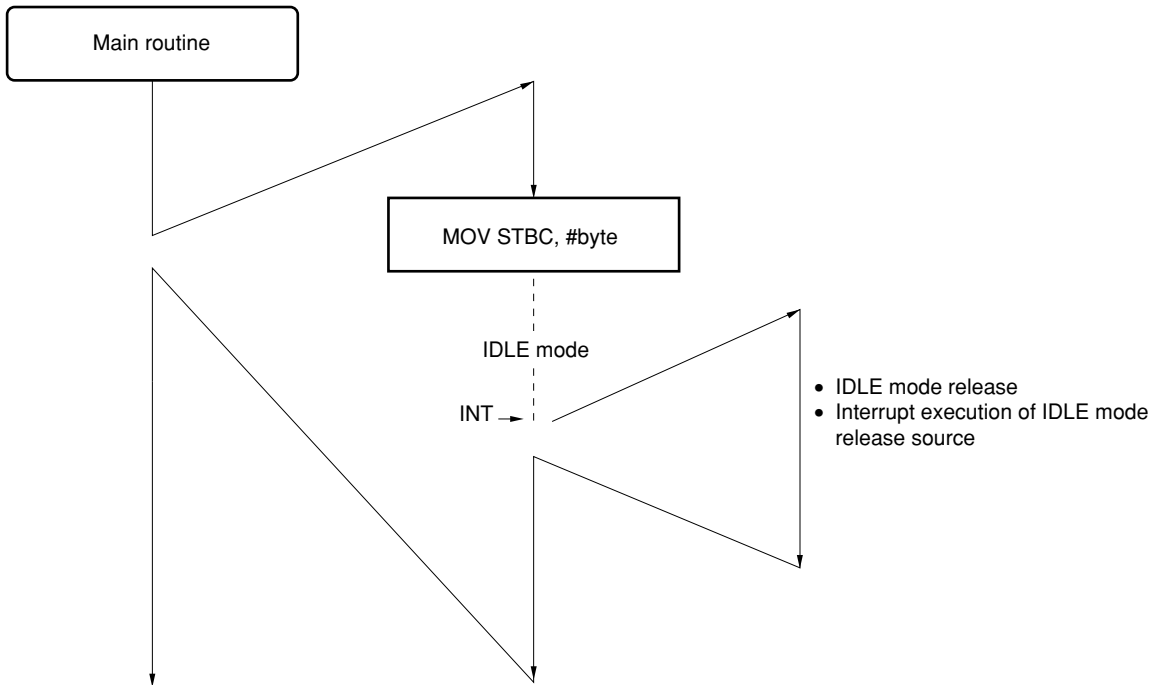 Main routine
MOV STBC, #byte
IDLE mode
INT
• IDLE mode release
• Interrupt execution of IDLE mode
release source